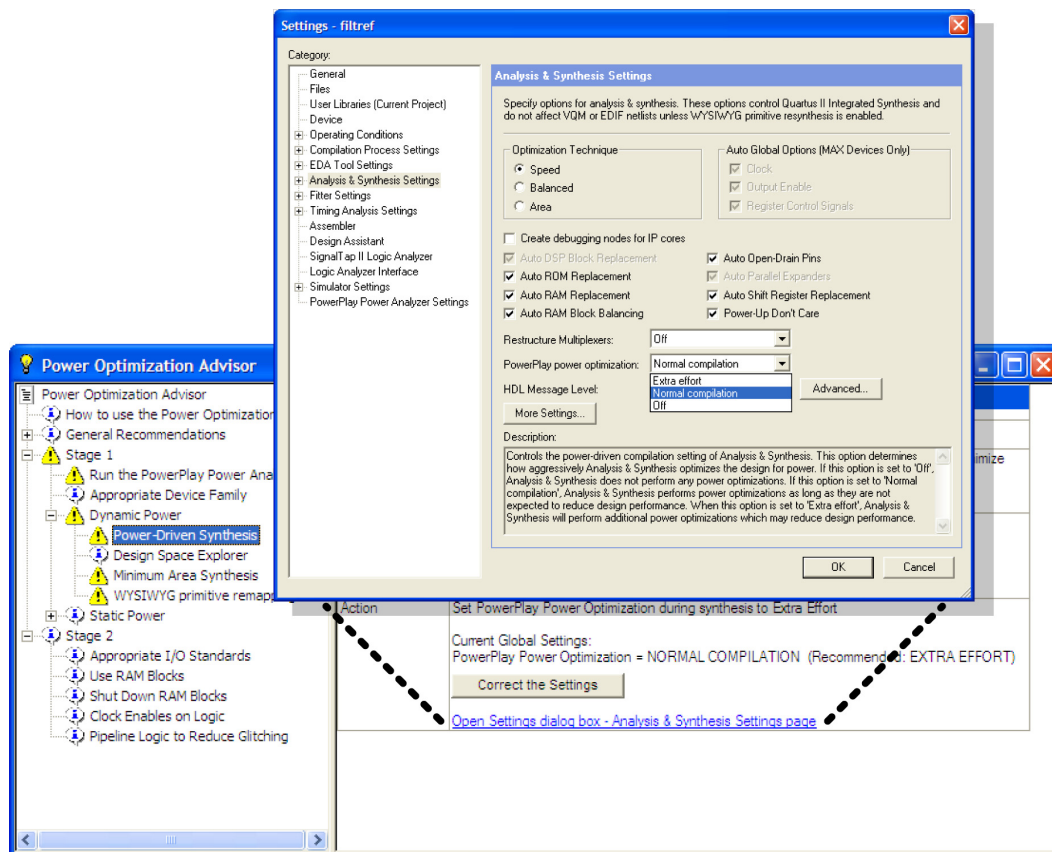 Settings - filtref
Category:
General
Files
User Libraries (Current Project)
Device
Operating Conditions
Compilation Process Settings
EDA Tool Settings
Analysis & Synthesis Settings
Fitter Settings
Timing Analysis Settings
Assembler
Design Assistant
SignalTap II Logic Analyzer
Logic Analyzer Interface
Simulator Settings
PowerPlay Power Analyzer Settings
Analysis & Synthesis Settings
Specify options for analysis & synthesis. These options control Quartus II Integrated Synthesis and
do not affect VQM or EDIF netlists unless WYSIWYG primitive resynthesis is enabled.
Optimization Technique
Speed
Balanced
Area
Auto Global Options (MAX Devices Only)
Clock
Output Enable
Register Control Signals
Create debugging nodes for IP cores
Auto DSP Block Replacement
Auto Open-Drain Pins
Auto ROM Replacement
Auto Parallel Expanders
Auto RAM Replacement
Auto Shift Register Replacement
Auto RAM Block Balancing
Power-Up Don't Care
Restructure Multiplexers: Off
PowerPlay power optimization: Normal compilation
Extra effort
Normal compilation
Off
HDL Message Level:
Advanced...
More Settings...
Description:
Controls the power-driven compilation setting of Analysis & Synthesis. This option determines
how aggressively Analysis & Synthesis optimizes the design for power. If this option is set to 'Off',
Analysis & Synthesis does not perform any power optimizations. If this option is set to 'Normal
compilation', Analysis & Synthesis performs power optimizations as long as they are not
expected to reduce design performance. When this option is set to 'Extra effort', Analysis &
Synthesis will perform additional power optimizations which may reduce design performance.
OK Cancel
Power Optimization Advisor
Power Optimization Advisor
How to use the Power Optimization
General Recommendations
Stage 1
Run the PowerPlay Power Ana
Appropriate Device Family
Dynamic Power
Power-Driven Synthesis
Design Space Explorer
Minimum Area Synthesis
WYSIWYG primitive remap
Static Power
Stage 2
Appropriate I/O Standards
Use RAM Blocks
Shut Down RAM Blocks
Clock Enables on Logic
Pipeline Logic to Reduce Glitching
Action
Set PowerPlay Power Optimization during synthesis to Extra Effort
Current Global Settings:
PowerPlay Power Optimization = NORMAL COMPILATION (Recommended: EXTRA EFFORT)
Correct the Settings
Open Settings dialog box - Analysis & Synthesis Settings page